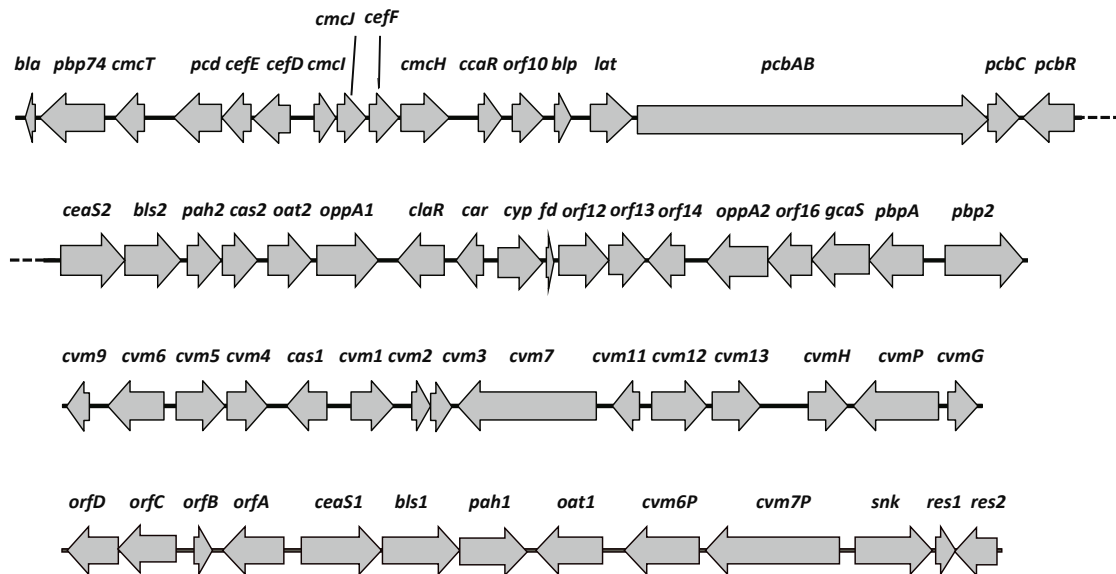 cmcJ cefF
bla pbp74 cmcT pcd cefE cefD cmcI cmcH ccaR orf10 blp lat pcbAB pcbC pcbR
ceaS2 bls2 pah2 cas2 oat2 oppA1 claR car cyp fd orf12 orf13 orf14 oppA2 orf16 gcaS pbpA pbp2
cvm9 cvm6 cvm5 cvm4 cas1 cvm1 cvm2 cvm3 cvm7 cvm11 cvm12 cvm13 cvmH cvmP cvmG
orfD orfC orfB orfA ceaS1 bls1 pah1 oat1 cvm6P cvm7P snk res1 res2